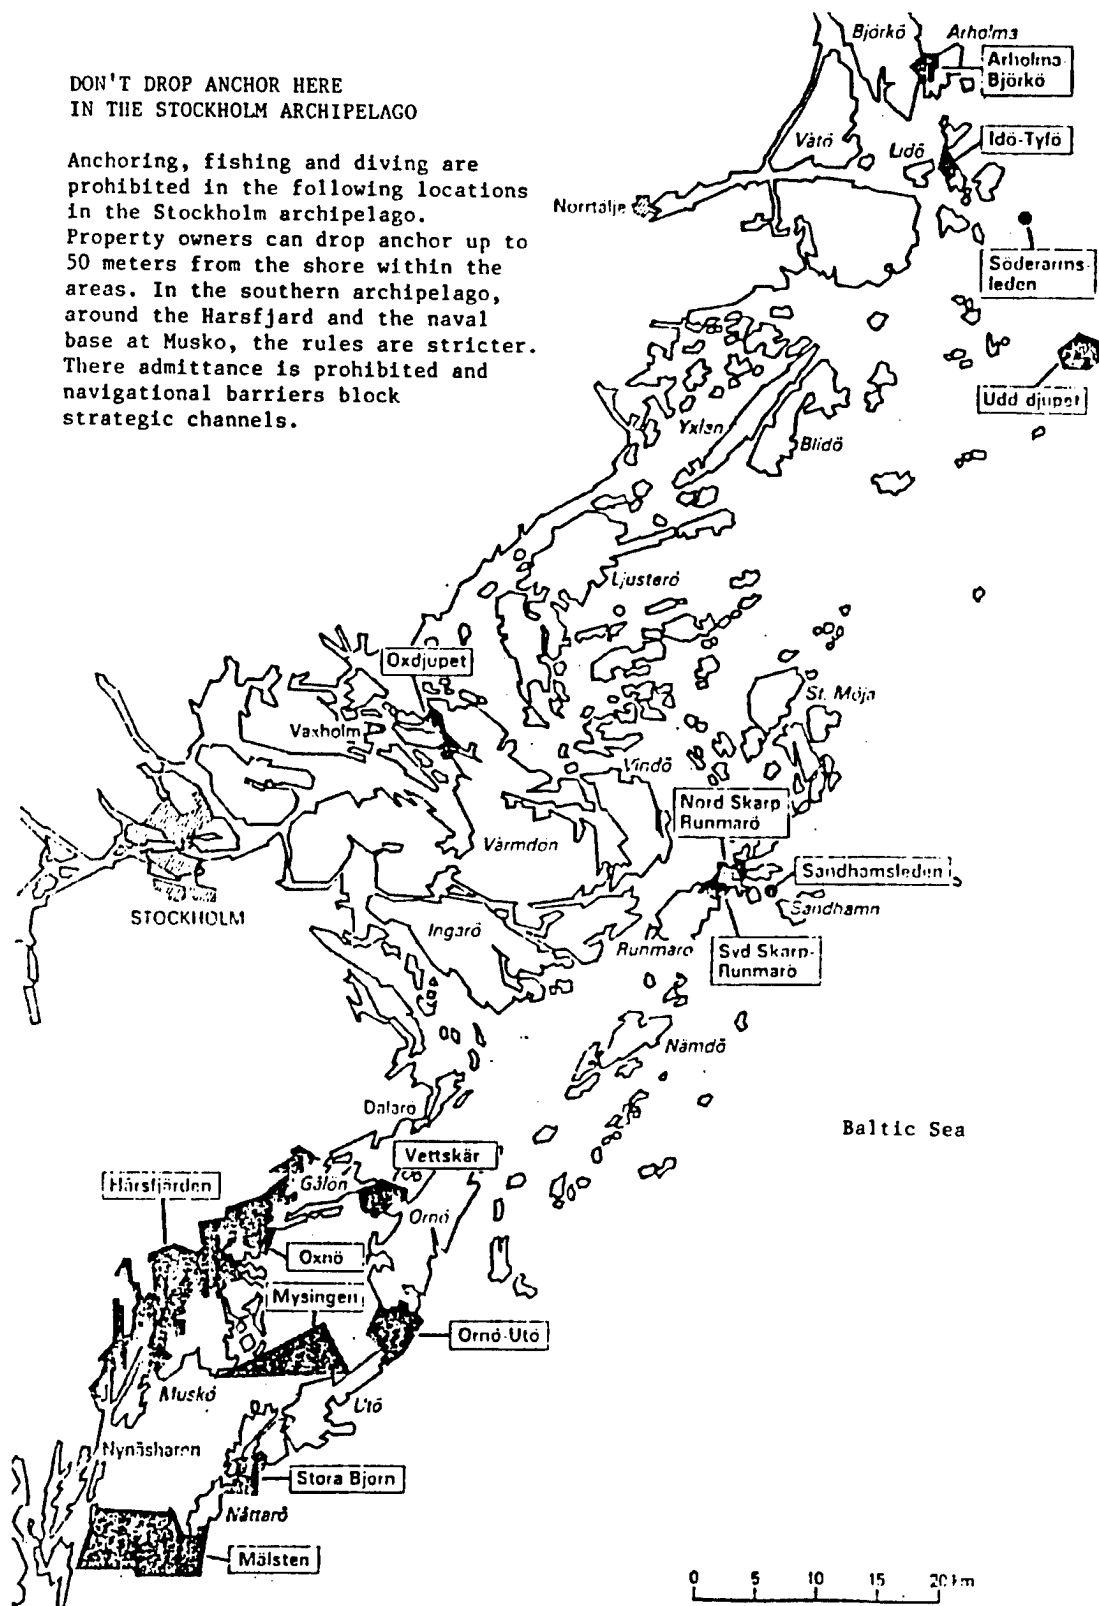 DON'T DROP ANCHOR HERE
IN THE STOCKHOLM ARCHIPELAGO
Anchoring, fishing and diving are
prohibited in the following locations
in the Stockholm archipelago.
Property owners can drop anchor up to
50 meters from the shore within the
areas. In the southern archipelago,
around the Harsfjard and the naval
base at Musko, the rules are stricter.
There admittance is prohibited and
navigational barriers block
strategic channels.
Björkö
Arholma
Arholma-
Björkö
Vätö
Lidö
Idö-Tyfö
Norrtälje
Söderarms-
leden
Udd djupet
Yxlan
Blidö
Ljusterö
Oxdjupet
St. Möja
Vaxholm
Vindö
Nord Skarp
Runmarö
Värmdön
Sandhamsleden
Sandhamn
STOCKHOLM
Ingarö
Runmarö
Syd Skarp-
Runmarö
Nämdö
Dalarö
Baltic Sea
Vettskär
Hårsfjärden
Gålön
Ornö
Oxnö
Mysingen
Ornö-Utö
Muskö
Utö
Nynäshamn
Stora Björn
Nåttarö
Mälsten
0 5 10 15 20 km